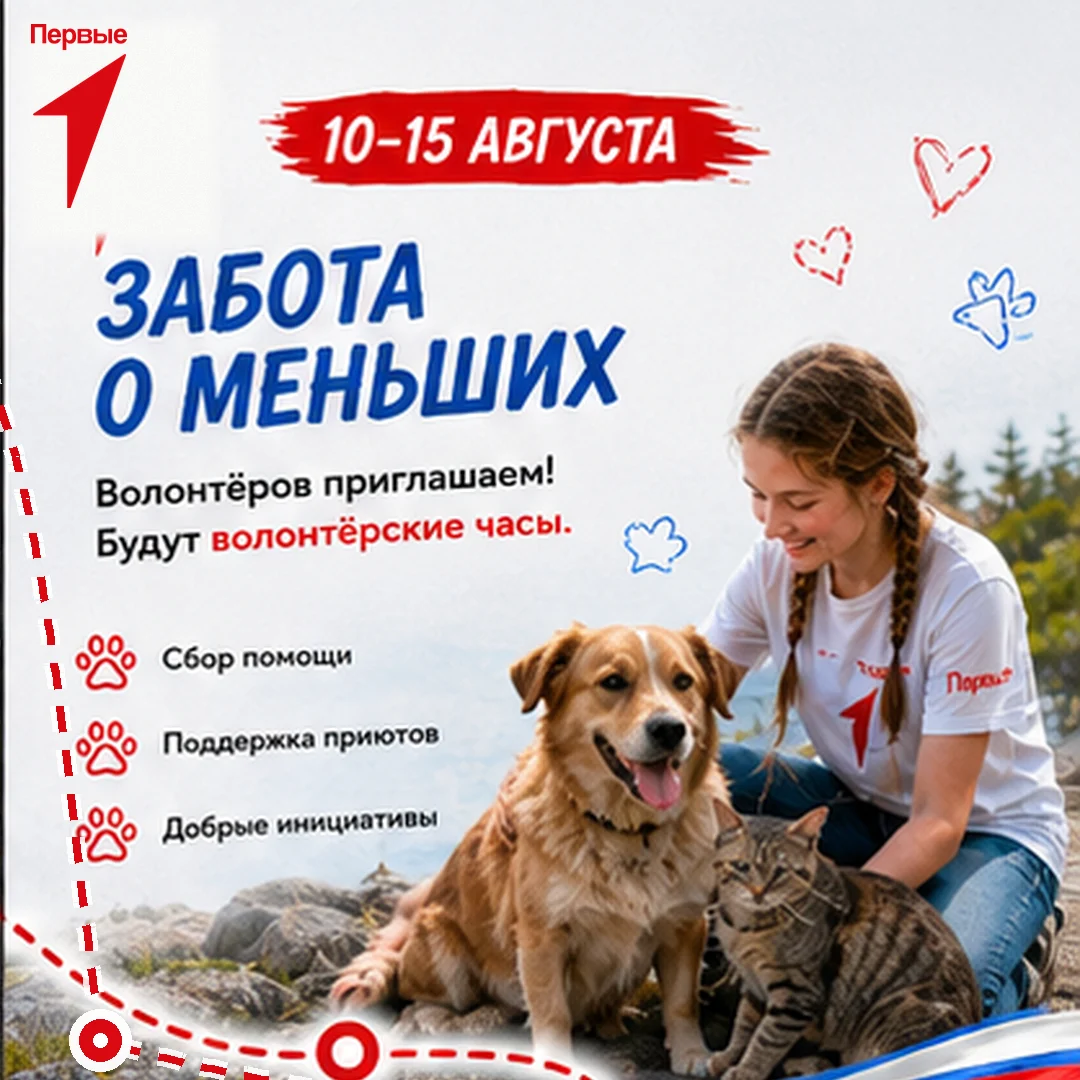 Первые
10–15 АВГУСТА
ЗАБОТА
О МЕНЬШИХ
Волонтёров приглашаем!
Будут волонтёрские часы.
Сбор помощи
Поддержка приютов
Добрые инициативы